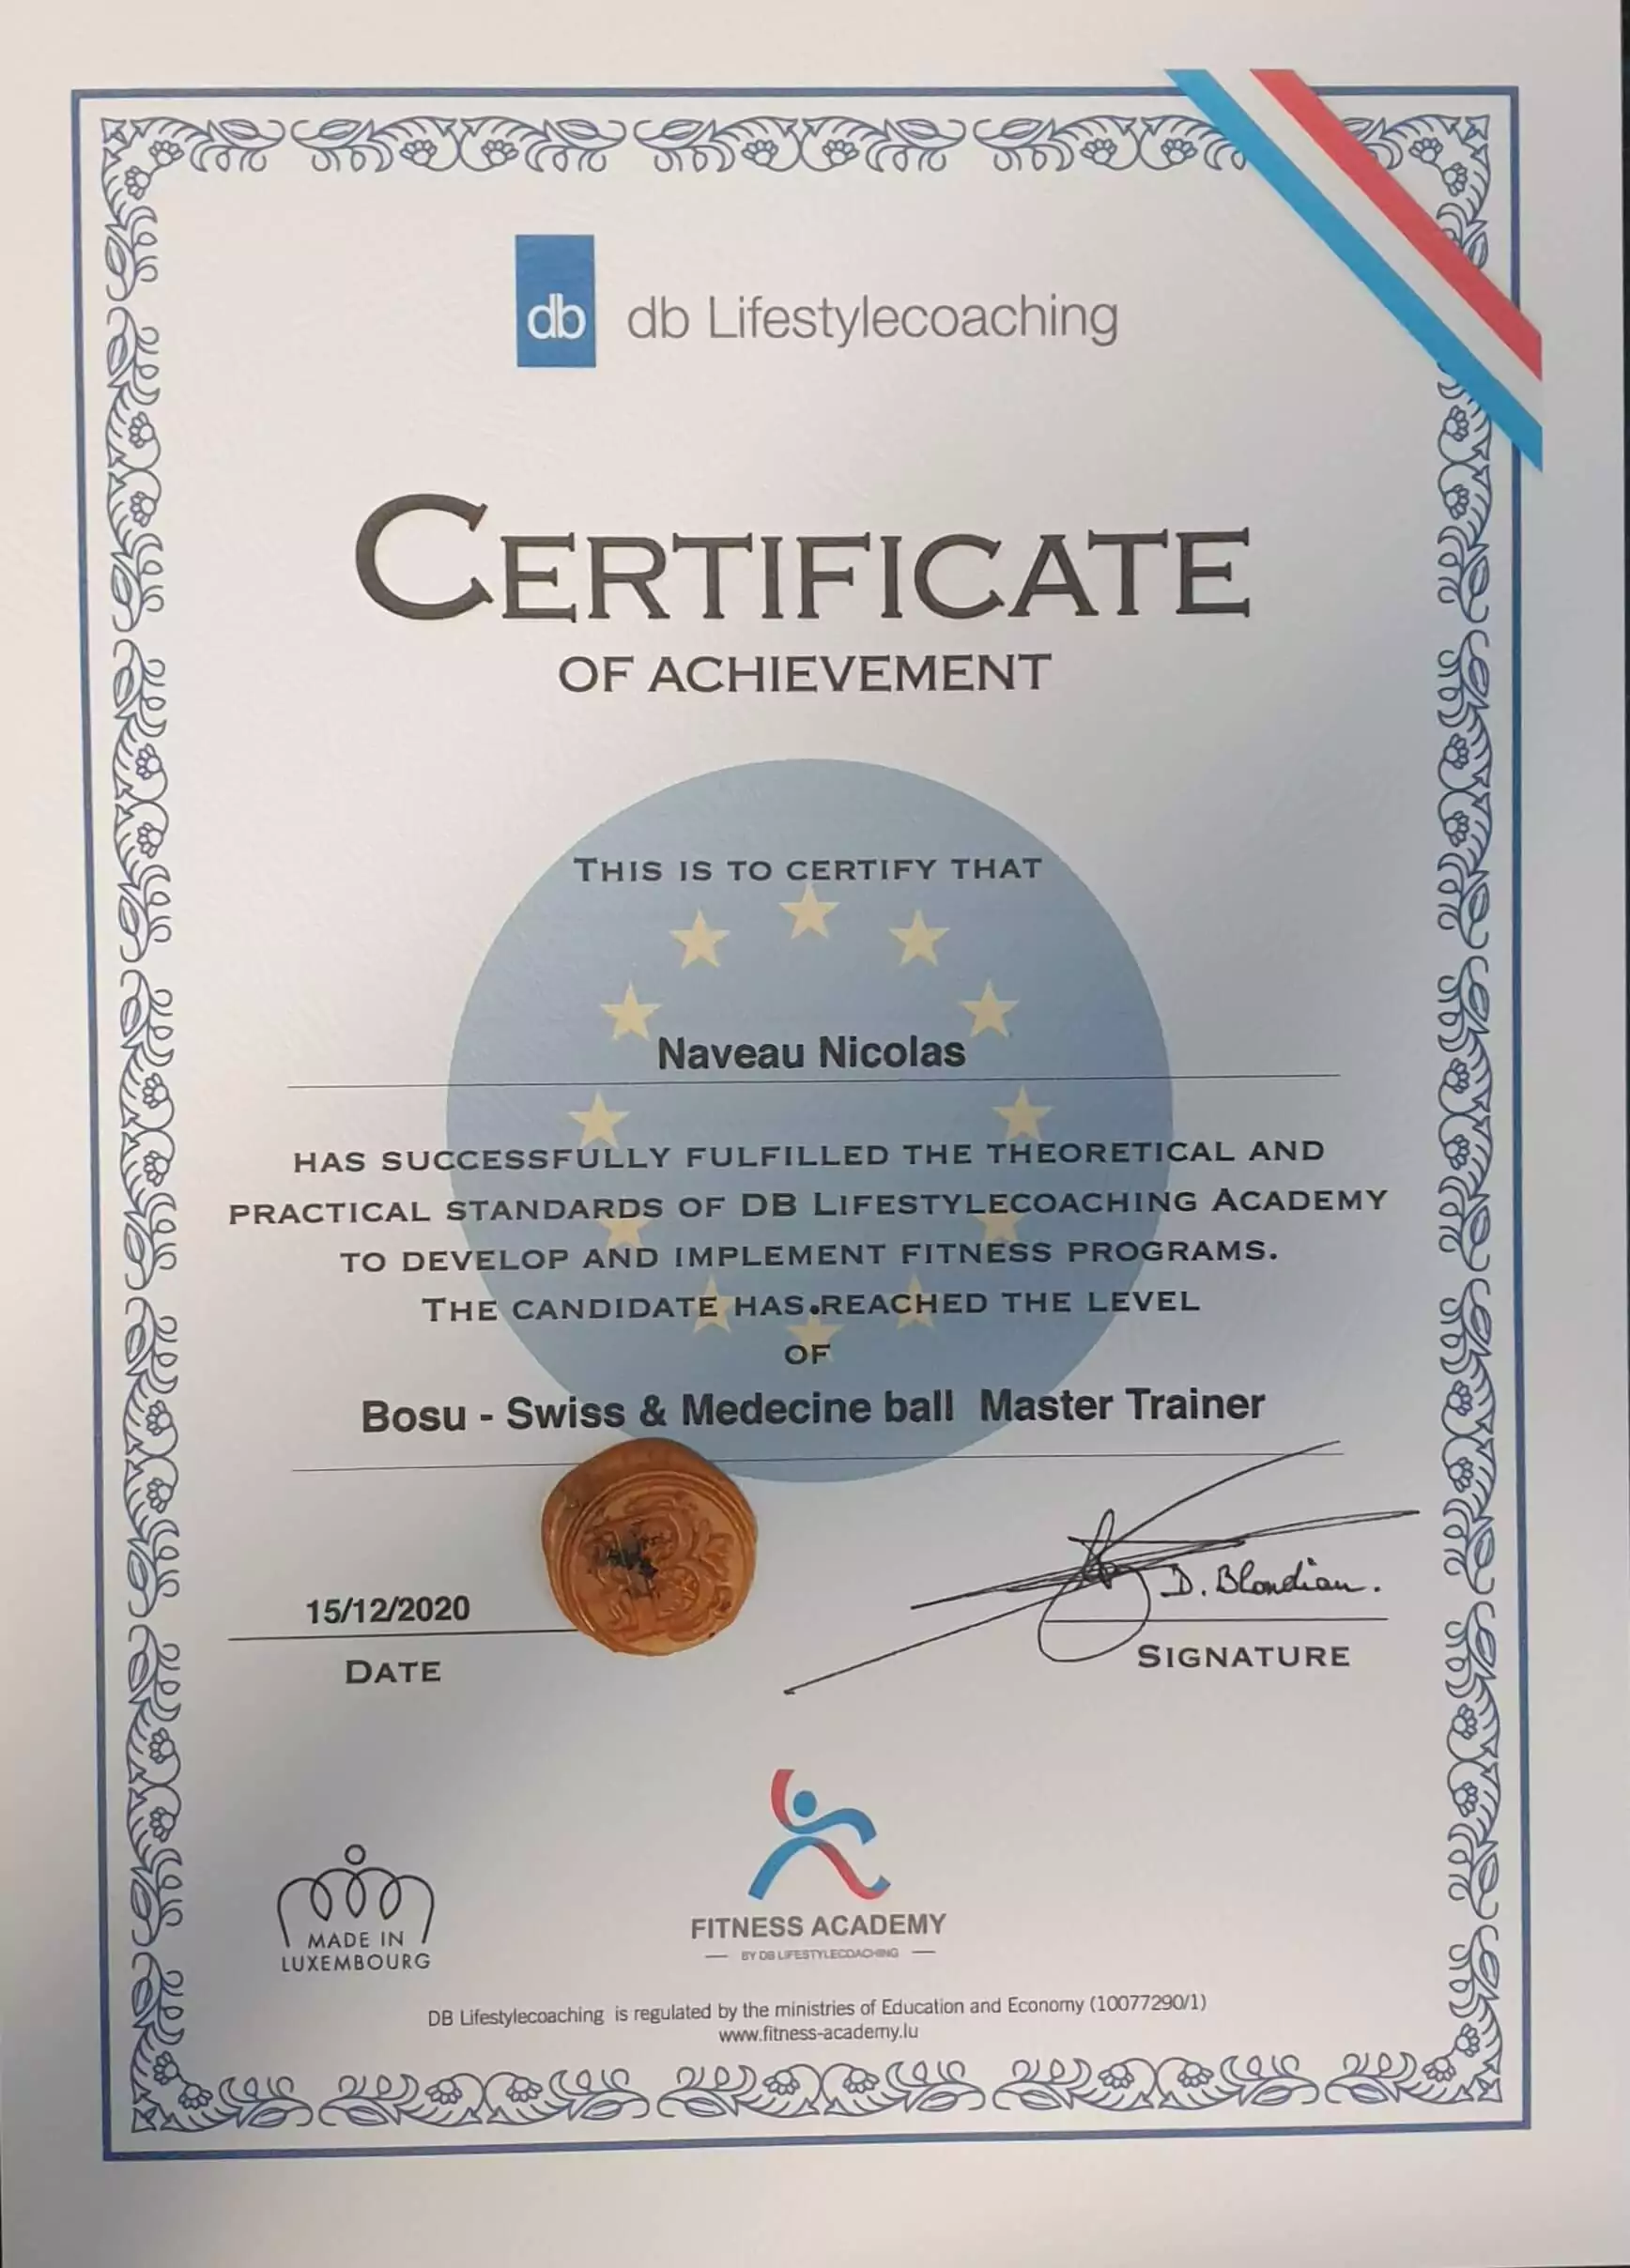 db db Lifestylecoaching
CERTIFICATE
OF ACHIEVEMENT
THIS IS TO CERTIFY THAT
Naveau Nicolas
HAS SUCCESSFULLY FULFILLED THE THEORETICAL AND
PRACTICAL STANDARDS OF DB LIFESTYLECOACHING ACADEMY
TO DEVELOP AND IMPLEMENT FITNESS PROGRAMS.
THE CANDIDATE HAS REACHED THE LEVEL
OF
Bosu - Swiss & Medecine ball Master Trainer
B
15/12/2020
DATE
D. Blondiau.
SIGNATURE
MADE IN
LUXEMBOURG
FITNESS ACADEMY
BY DB LIFESTYLECOACHING
DB Lifestylecoaching is regulated by the ministries of Education and Economy (10077290/1)
www.fitness-academy.lu